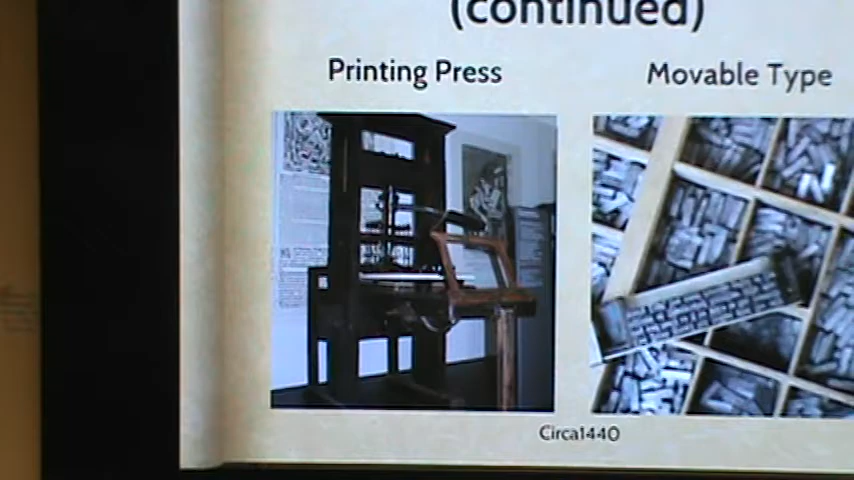 (continued)
Printing Press
Movable Type
Circa1440